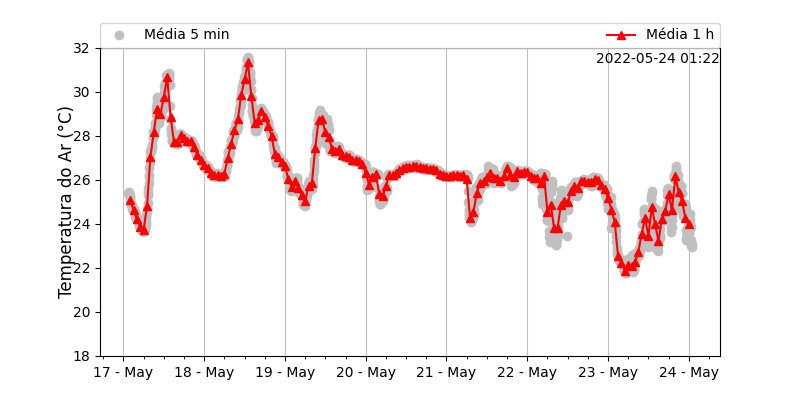 Média 5 min
Média 1 h
2022-05-24 01:22
Temperatura do Ar (°C)
32
30
28
26
24
22
20
18
17 - May
18 - May
19 - May
20 - May
21 - May
22 - May
23 - May
24 - May